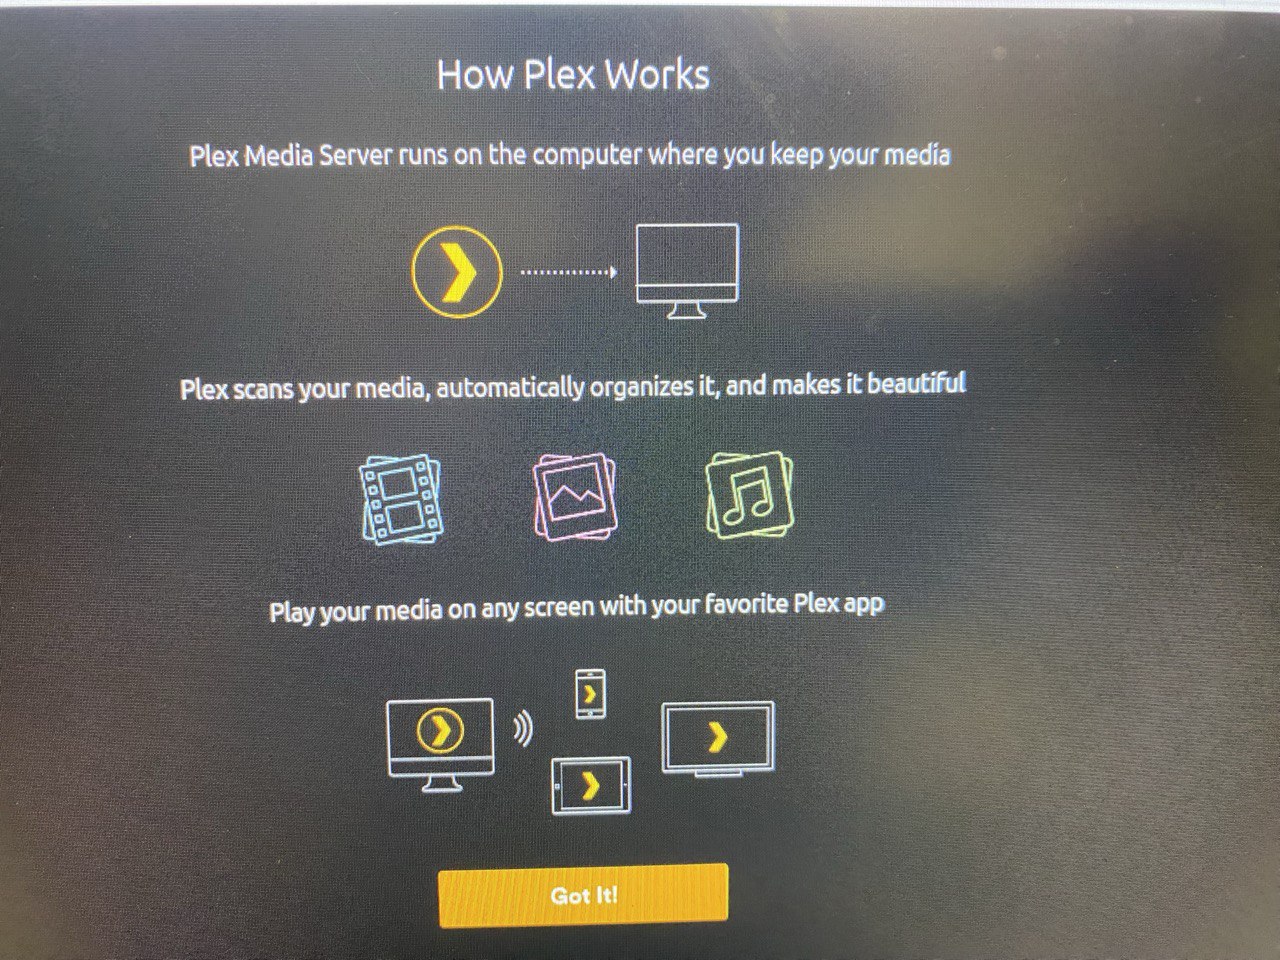 How Plex Works
Plex Media Server runs on the computer where you keep your media
Plex scans your media, automatically organizes it, and makes it beautiful
Play your media on any screen with your favorite Plex app
Got It!